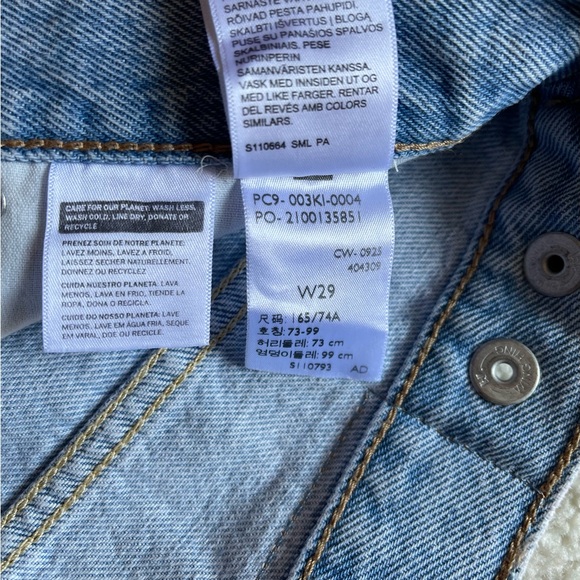 RÕIVAD PESTA PAHUPIDI.
SKALBTI IŠVERTUS | BLOGĄ
PUSE SU PANAŠIOS SPALVOS
SKALBINIAIS. PESE
NURINPERIN
SAMANVÄRISTEN KANSSA.
VASK MED INNSIDEN UT OG
MED LIKE FARGER. RENTAR
DEL REVÉS AMB COLORS
SIMILARS.
S110664 SML PA
CARE FOR OUR PLANET: WASH LESS,
WASH COLD, LINE DRY, DONATE OR
RECYCLE
PRENEZ SOIN DE NOTRE PLANÈTE:
LAVEZ MOINS, LAVEZ A FROID,
LAISSEZ SÉCHER NATURELLEMENT,
DONNEZ OU RECYCLEZ
CUIDA NUESTRO PLANETA: LAVA
MENOS, LAVA EN FRIO, TIENDE LA
ROPA, DONA O RECICLA.
CUIDE DO NOSSO PLANETA: LAVE
MENOS, LAVE EM ÁGUA FRIA, SEQUE
EM VARAL, DOE OU RECICLE.
PC9-003KI-0004
PO-2100135851
CW-0925
404309
W29
尺码 165/74A
호칭: 73-99
허리둘레: 73 cm
엉덩이둘레: 99 cm
S110793 AD